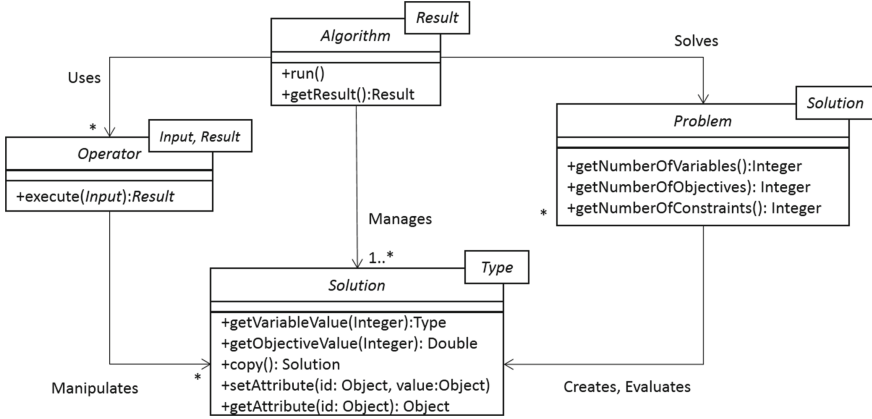 Result
Algorithm
+run()
+getResult():Result
Uses
Solves
*
Input, Result
Operator
+execute(Input):Result
Solution
Problem
+getNumberOfVariables():Integer
+getNumberOfObjectives): Integer
+getNumberOfConstraints(): Integer
*
Manages
1..*
Type
Solution
+getVariableValue(Integer):Type
+getObjectiveValue(Integer): Double
+copy(): Solution
+setAttribute(id: Object, value:Object)
+getAttribute(id: Object): Object
Manipulates
*
Creates, Evaluates